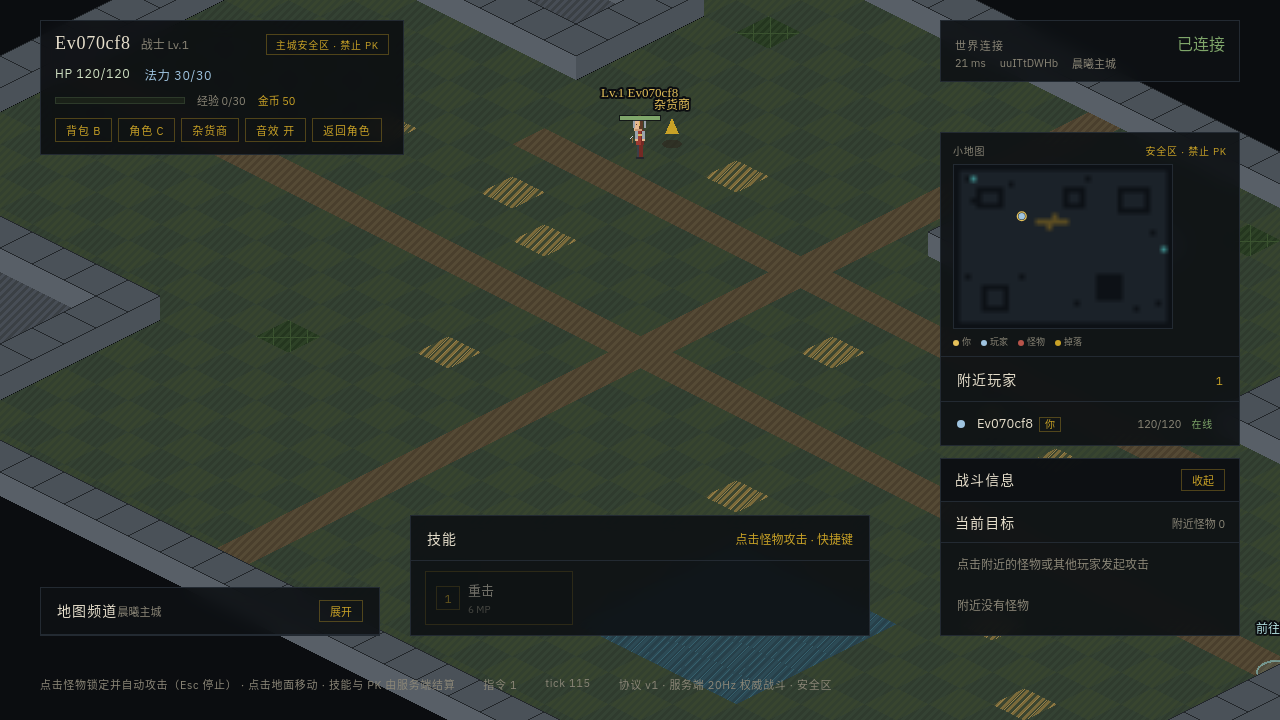 Ev070cf8 战士 Lv.1 主城安全区 · 禁止 PK
HP 120/120 法力 30/30
经验 0/30 金币 50
背包 B 角色 C 杂货商 音效 开 返回角色
世界连接 已连接
21 ms uuITtDWHb 晨曦主城
Lv.1 Ev070cf8
杂货商
小地图 安全区 · 禁止 PK
你 玩家 怪物 掉落
附近玩家 1
Ev070cf8 你 120/120 在线
战斗信息 收起
当前目标 附近怪物 0
点击附近的怪物或其他玩家发起攻击
附近没有怪物
技能 点击怪物攻击 · 快捷键
1 重击
6 MP
地图频道 晨曦主城 展开
前往
点击怪物锁定并自动攻击（Esc 停止） · 点击地面移动 · 技能与 PK 由服务端结算 指令 1 tick 115 协议 v1 · 服务端 20Hz 权威战斗 · 安全区